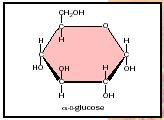 CH₂OH
C O
H H H
C C
HO OH H OH
C C
H OH
α-D-glucose